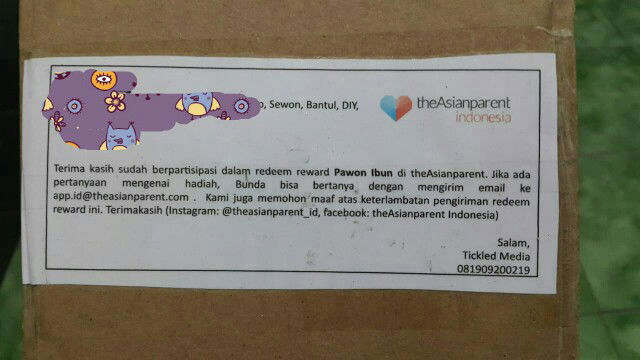 Sewon, Bantul, DIY,
theAsianparent
indonesia
Terima kasih sudah berpartisipasi dalam redeem reward Pawon Ibun di theAsianparent. Jika ada
pertanyaan mengenai hadiah, Bunda bisa bertanya dengan mengirim email ke
app.id@theasianparent.com . Kami juga memohon maaf atas keterlambatan pengiriman redeem
reward ini. Terimakasih (Instagram: @theasianparent_id, facebook: theAsianparent Indonesia)
Salam,
Tickled Media
081909200219